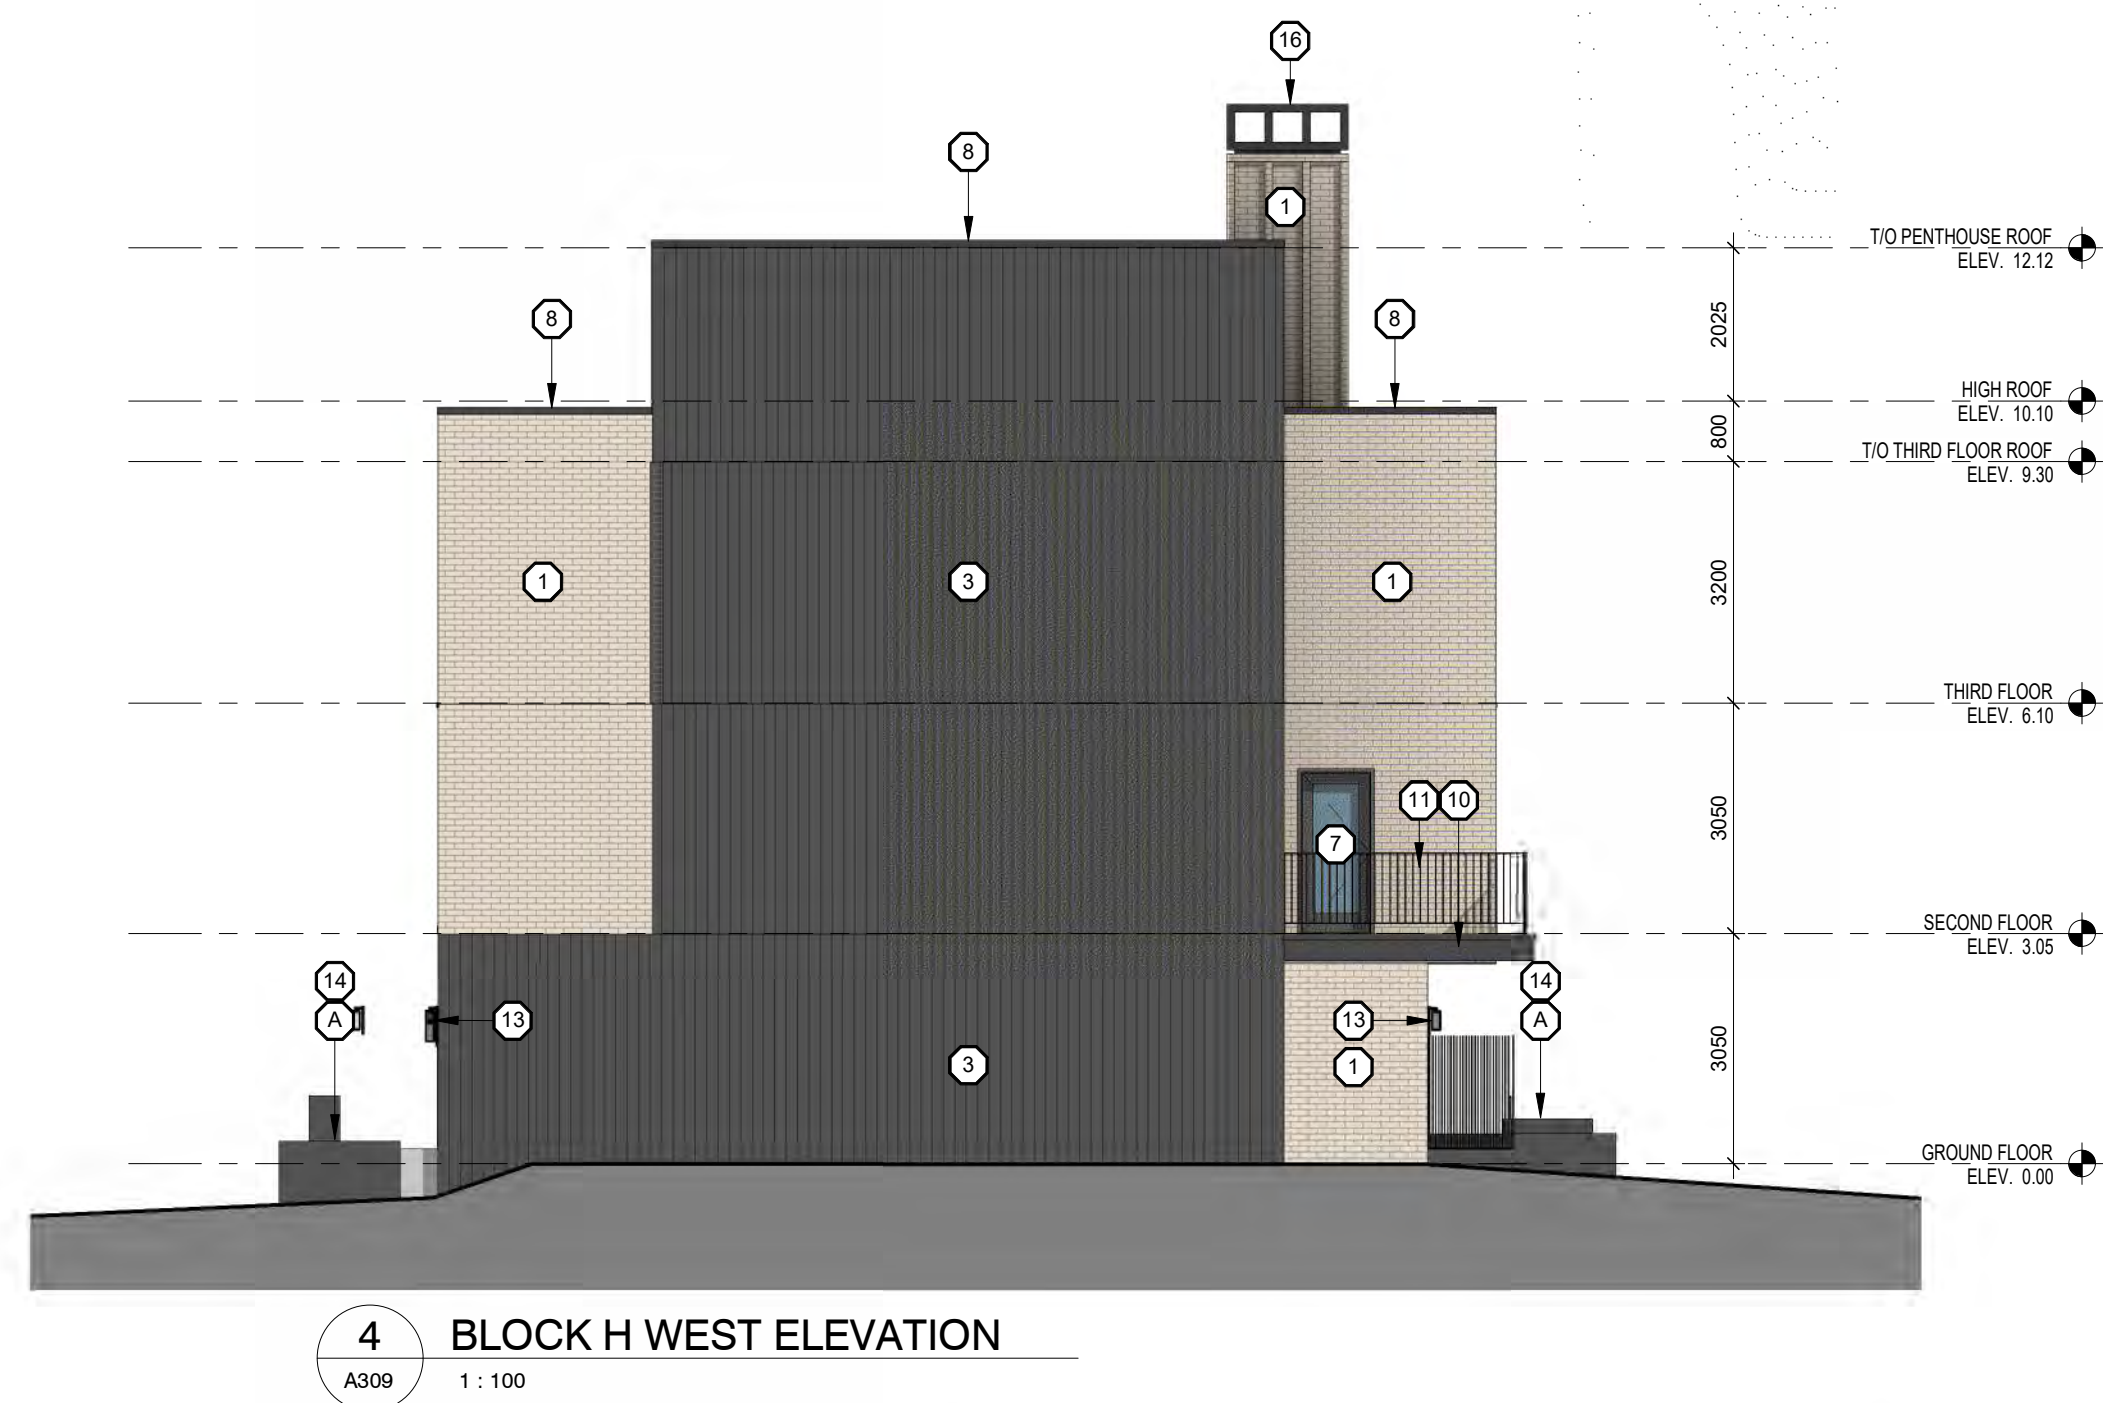 16
8
1
T/O PENTHOUSE ROOF
ELEV. 12.12
8
8
2025
HIGH ROOF
ELEV. 10.10
800
T/O THIRD FLOOR ROOF
ELEV. 9.30
1
3
1
3200
THIRD FLOOR
ELEV. 6.10
11
10
7
3050
SECOND FLOOR
ELEV. 3.05
14
A
13
13
14
A
3
1
3050
GROUND FLOOR
ELEV. 0.00
4
BLOCK H WEST ELEVATION
A309
1 : 100